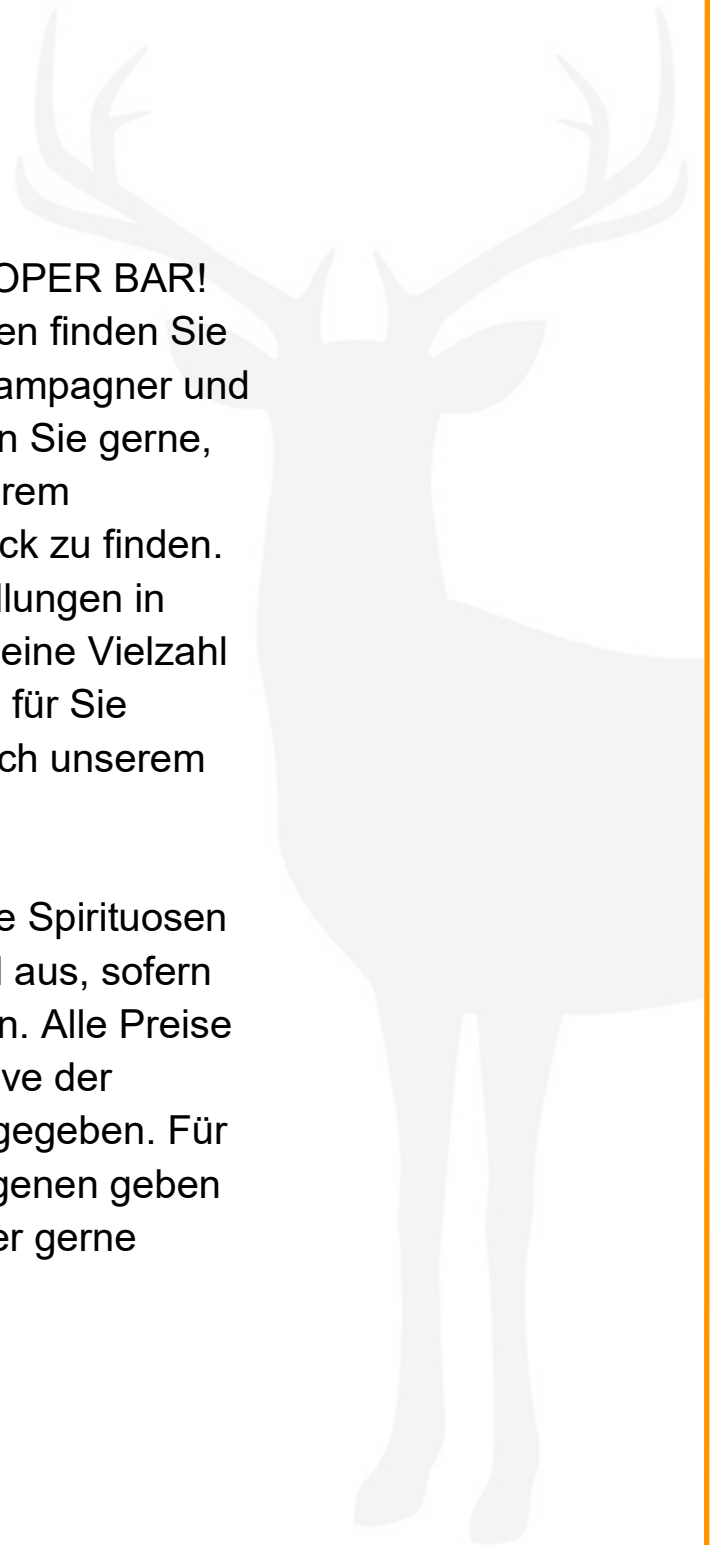 OPER BAR!
en finden Sie
ampagner und
n Sie gerne,
rem
ck zu finden.
llungen in
eine Vielzahl
für Sie
ch unserem
e Spirituosen
aus, sofern
n. Alle Preise
ve der
gegeben. Für
genen geben
er gerne